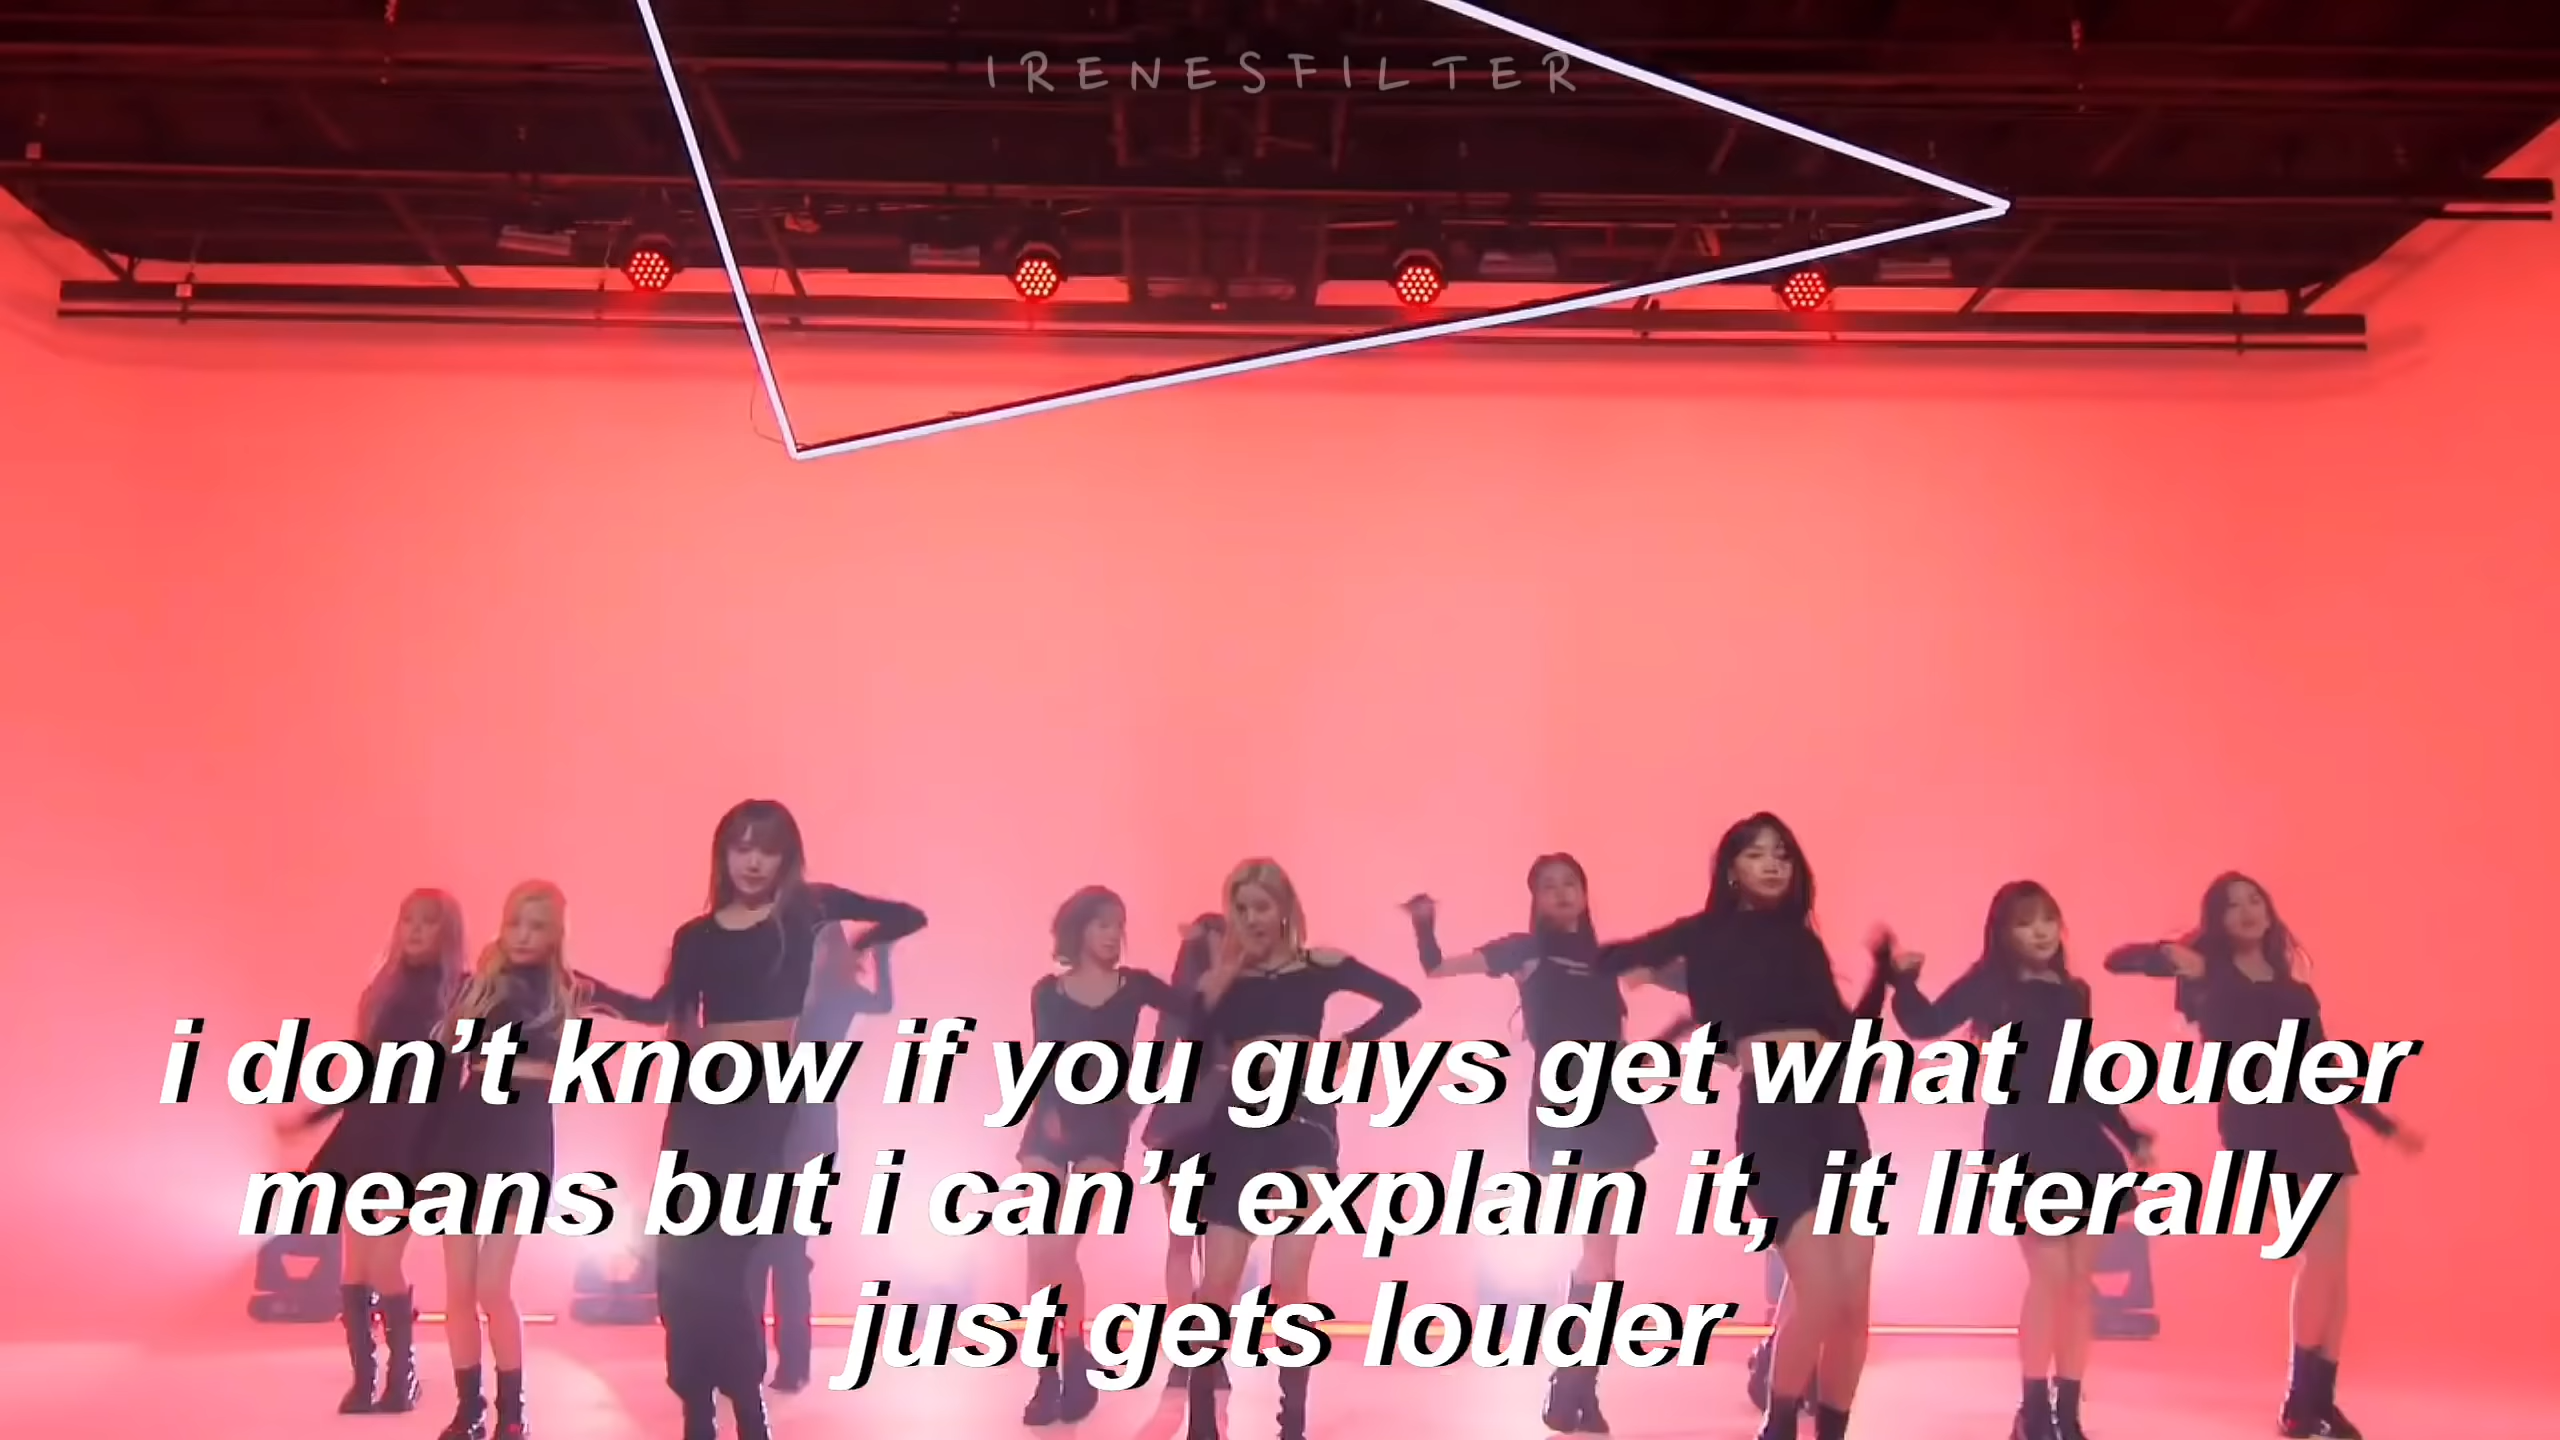 IRENESFILTER
i don’t know if you guys get what louder
means but i can’t explain it, it literally
just gets louder